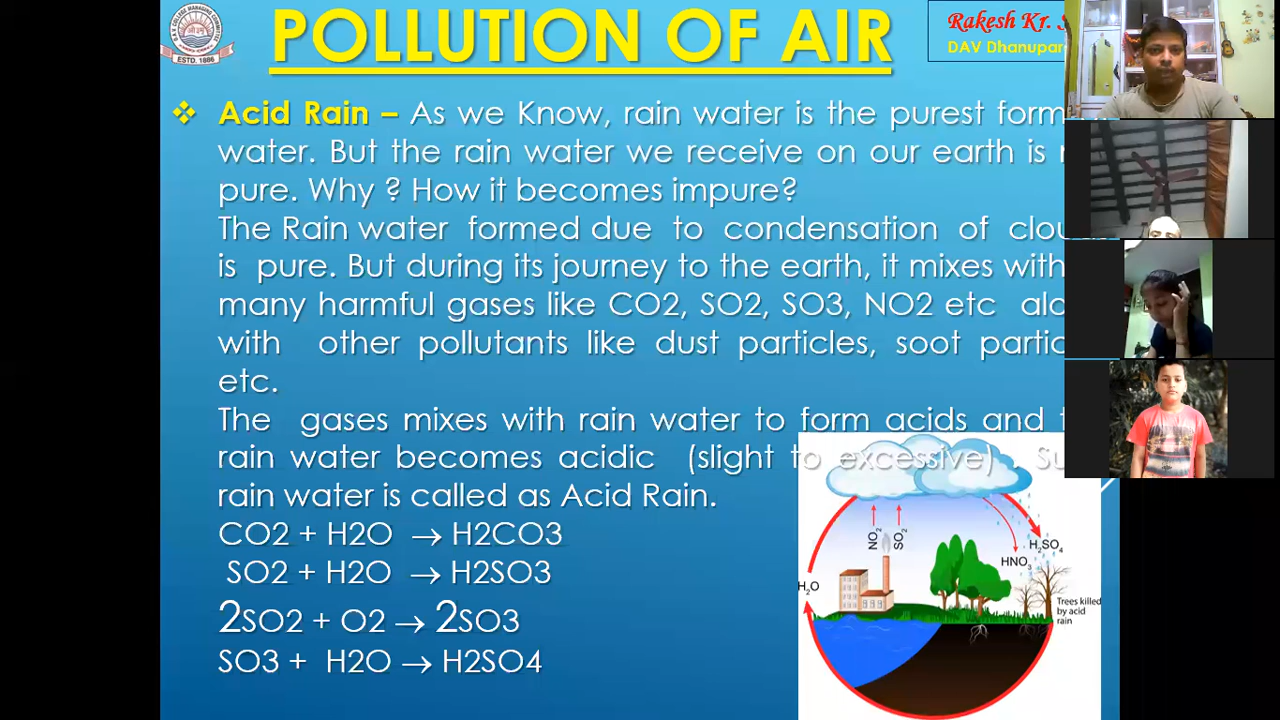 POLLUTION OF AIR
Rakesh Kr.
DAV Dhanupar
ESTD. 1886
Acid Rain – As we Know, rain water is the purest form
water. But the rain water we receive on our earth is
pure. Why ? How it becomes impure?
The Rain water formed due to condensation of
is pure. But during its journey to the earth, it mixes with
many harmful gases like CO2, SO2, SO3, NO2 etc
with other pollutants like dust particles, soot
etc.
The gases mixes with rain water to form acids and
rain water becomes acidic (slight to excessive) .
rain water is called as Acid Rain.
CO2 + H2O → H2CO3
SO2 + H2O → H2SO3
2SO2 + O2 → 2SO3
SO3 + H2O → H2SO4
NO2
SO2
H2SO4
HNO3
H2O
Trees killed
by acid
rain